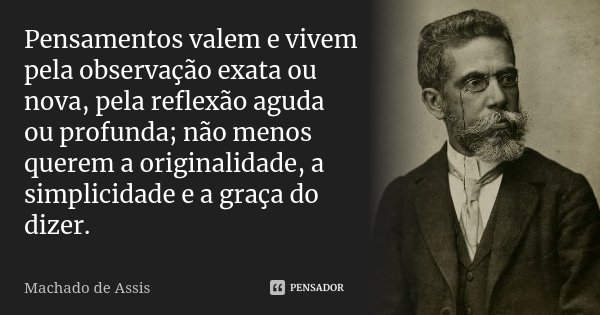 Pensamentos valem e vivem
pela observação exata ou
nova, pela reflexão aguda
ou profunda; não menos
querem a originalidade, a
simplicidade e a graça do
dizer.
Machado de Assis
PENSADOR